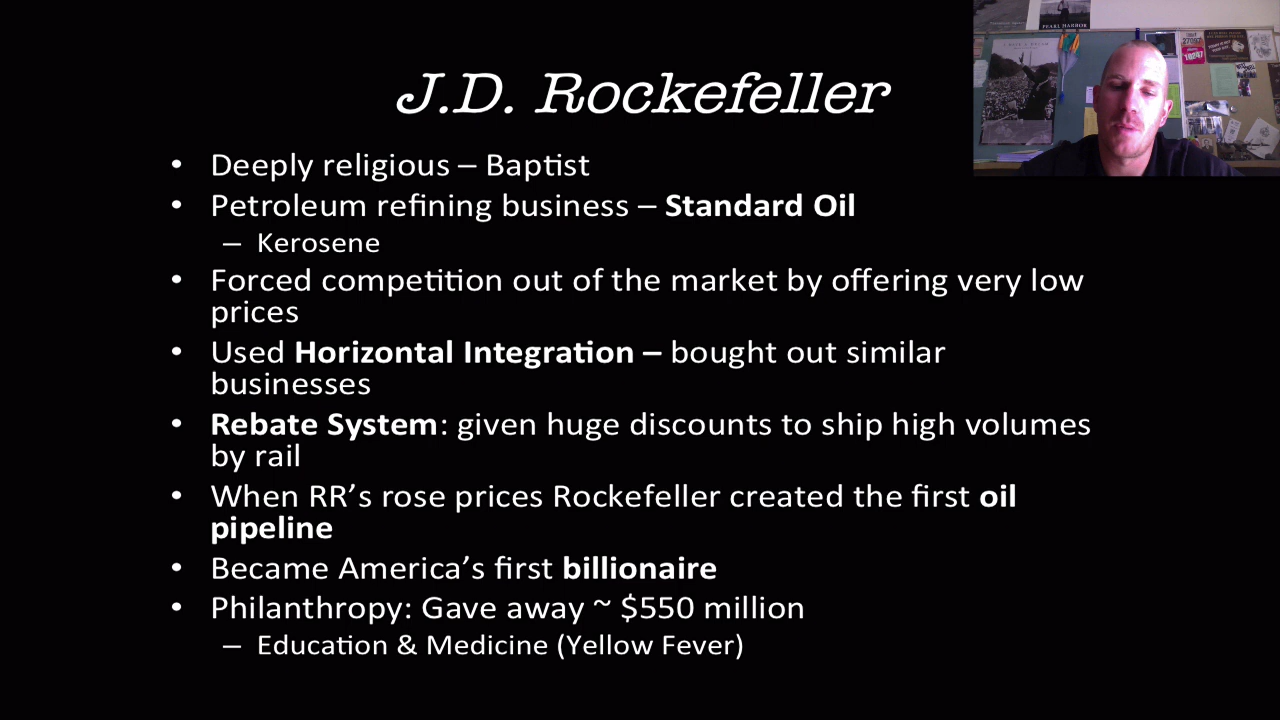 PEARL HARBOR
J.D. Rockefeller
• Deeply religious – Baptist
• Petroleum refining business – Standard Oil
– Kerosene
• Forced competition out of the market by offering very low
prices
• Used Horizontal Integration – bought out similar
businesses
• Rebate System: given huge discounts to ship high volumes
by rail
• When RR’s rose prices Rockefeller created the first oil
pipeline
• Became America’s first billionaire
• Philanthropy: Gave away ~ $550 million
– Education & Medicine (Yellow Fever)